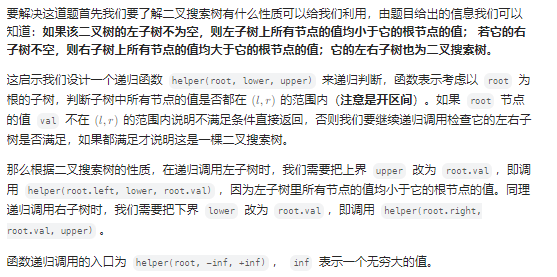 要解决这道题首先我们要了解二叉搜索树有什么性质可以给我们利用，由题目给出的信息我们可以
知道：如果该二叉树的左子树不为空，则左子树上所有节点的值均小于它的根节点的值； 若它的右
子树不空，则右子树上所有节点的值均大于它的根节点的值；它的左右子树也为二叉搜索树。
这启示我们设计一个递归函数 helper(root, lower, upper) 来递归判断，函数表示考虑以 root 为
根的子树，判断子树中所有节点的值是否都在 (l, r) 的范围内（注意是开区间）。如果 root 节点
的值 val 不在 (l, r) 的范围内说明不满足条件直接返回，否则我们要继续递归调用检查它的左右子
树是否满足，如果都满足才说明这是一棵二叉搜索树。
那么根据二叉搜索树的性质，在递归调用左子树时，我们需要把上界 upper 改为 root.val ，即调
用 helper(root.left, lower, root.val) ，因为左子树里所有节点的值均小于它的根节点的值。同理
递归调用右子树时，我们需要把下界 lower 改为 root.val ，即调用 helper(root.right,
root.val, upper) 。
函数递归调用的入口为 helper(root, -inf, +inf) ， inf 表示一个无穷大的值。